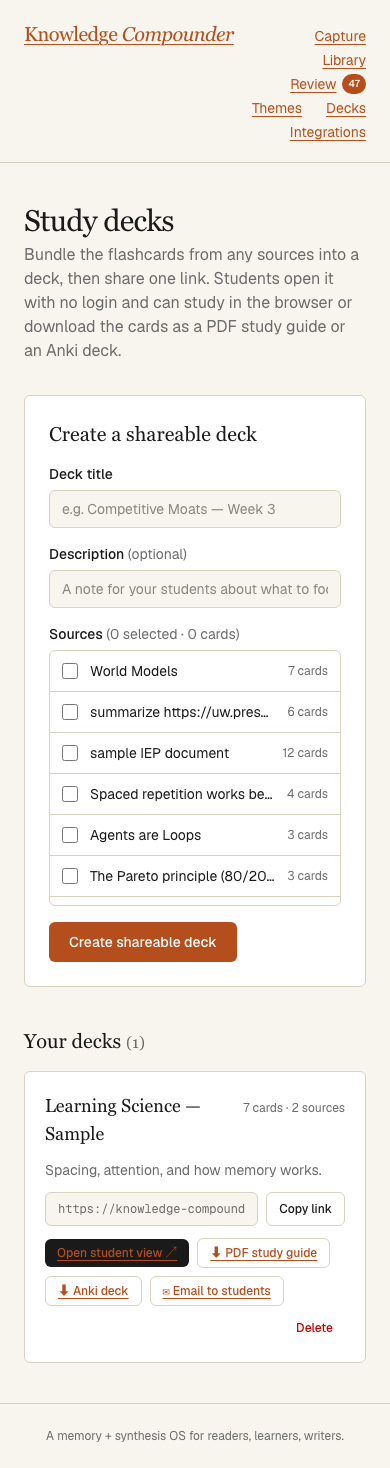 Knowledge Compounder
Capture
Library
Review 47
Themes Decks
Integrations
Study decks
Bundle the flashcards from any sources into a
deck, then share one link. Students open it
with no login and can study in the browser or
download the cards as a PDF study guide or
an Anki deck.
Create a shareable deck
Deck title
e.g. Competitive Moats — Week 3
Description (optional)
A note for your students about what to foc
Sources (0 selected · 0 cards)
World Models 7 cards
summarize https://uw.pres… 6 cards
sample IEP document 12 cards
Spaced repetition works be… 4 cards
Agents are Loops 3 cards
The Pareto principle (80/20… 3 cards
Create shareable deck
Your decks (1)
Learning Science — 7 cards · 2 sources
Sample
Spacing, attention, and how memory works.
https://knowledge-compound Copy link
Open student view ↗ ⬇ PDF study guide
⬇ Anki deck ✉ Email to students
Delete
A memory + synthesis OS for readers, learners, writers.